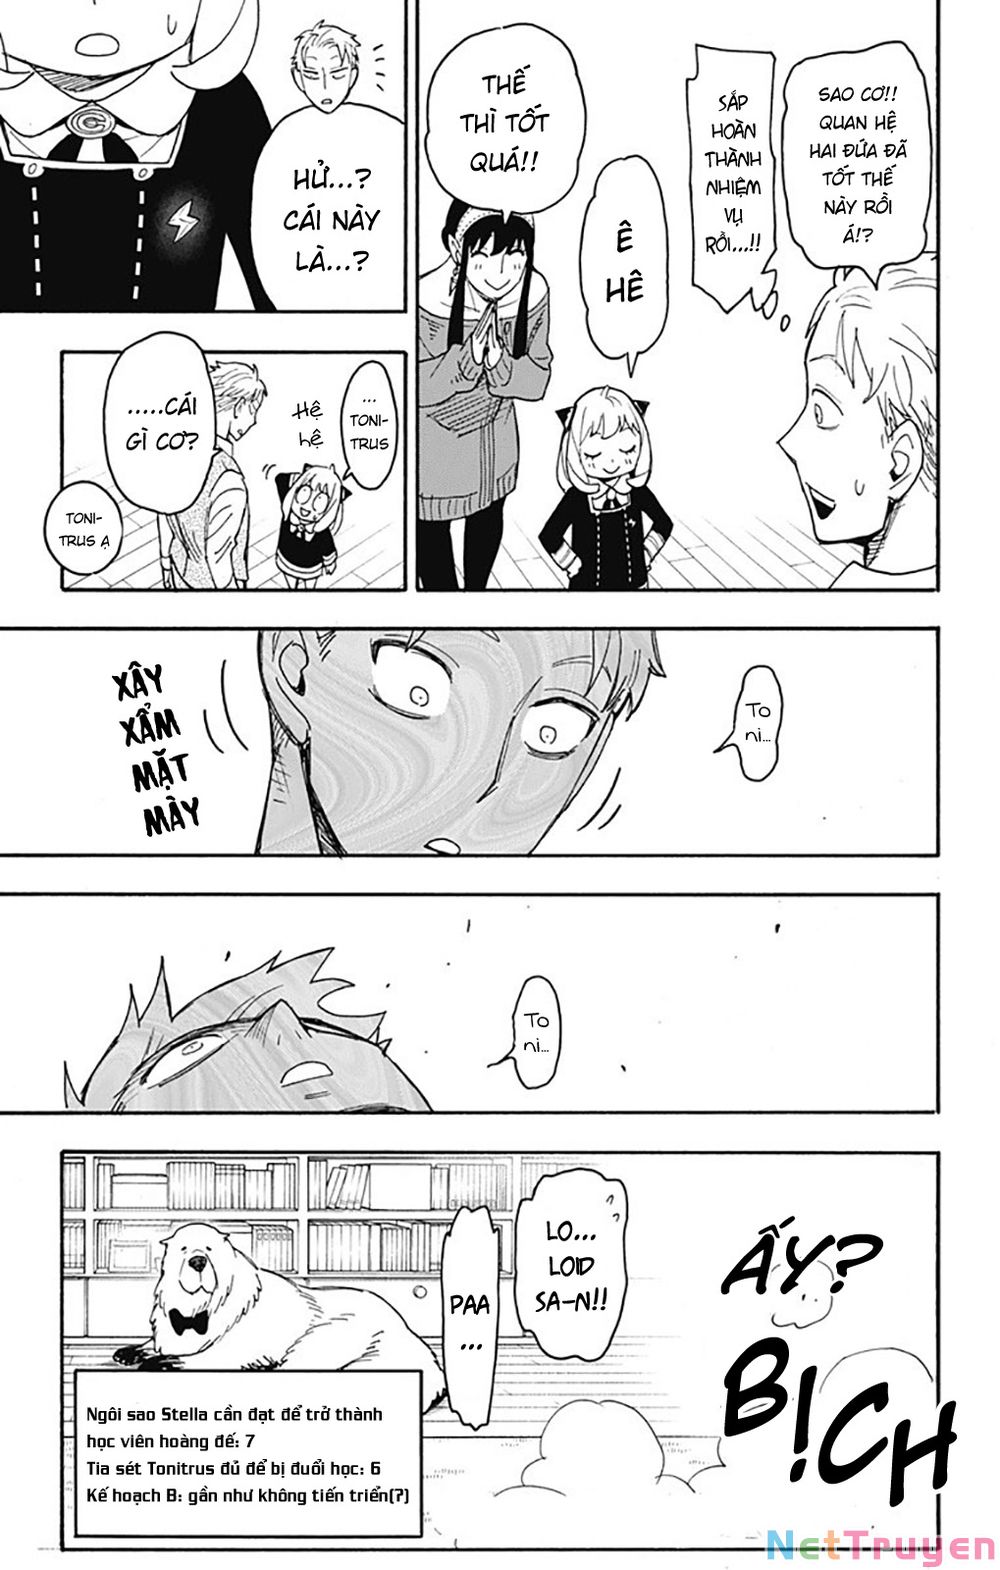 SAO CƠ!!
QUAN HỆ
HAI ĐỨA ĐÃ
TỐT THẾ
NÀY RỒI
Á!?
SẮP
HOÀN
THÀNH
NHIỆM
VỤ
RỒI...!!
Ê
HÊ
THẾ
THÌ TỐT
QUÁ!!
HỬ...?
CÁI NÀY
LÀ...?
...
TONI-
TRUS
Hệ
hệ
.....CÁI
GÌ CƠ?
TONI-
TRUS Ạ
To
ni...
XÂY
XẨM
MẶT
MÀY
To
ni...
ẤY?
BỊCH
LO...
LOID
SA-N!!
PAA
...
Ngôi sao Stella cần đạt để trở thành
học viên hoàng đế: 7
Tia sét Tonitrus đủ để bị đuổi học: 6
Kế hoạch B: gần như không tiến triển(?)
NetTruyen